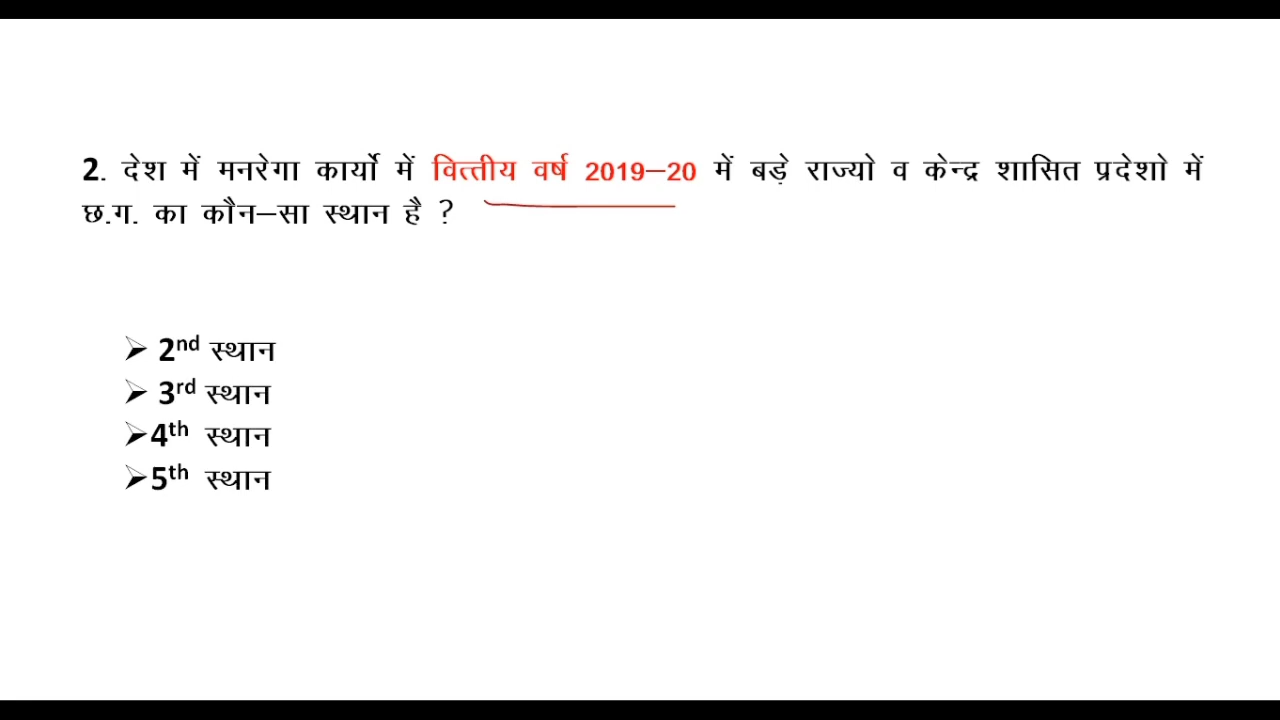 2. देश में मनरेगा कार्यो में वित्तीय वर्ष 2019–20 में बड़े राज्यो व केन्द्र शासित प्रदेशो में
छ.ग. का कौन–सा स्थान है ?
➢ 2nd स्थान
➢ 3rd स्थान
➢4th स्थान
➢5th स्थान